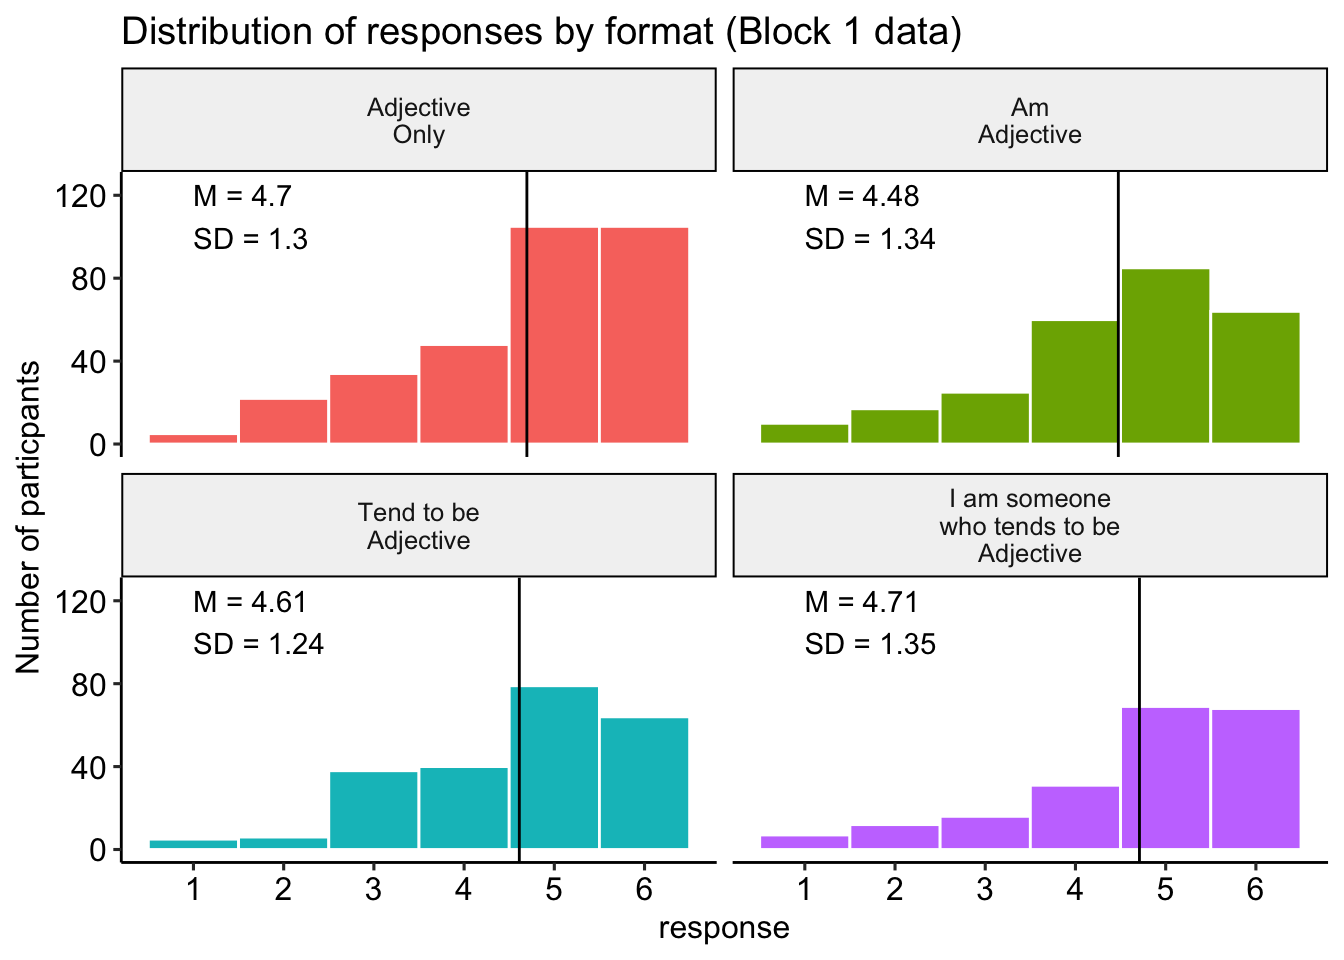 Distribution of responses by format (Block 1 data)
Adjective
Only
Am
Adjective
M = 4.7
SD = 1.3
M = 4.48
SD = 1.34
120
80
40
0
Tend to be
Adjective
I am someone
who tends to be
Adjective
M = 4.61
SD = 1.24
M = 4.71
SD = 1.35
120
80
40
0
Number of particpants
1 2 3 4 5 6
1 2 3 4 5 6
response